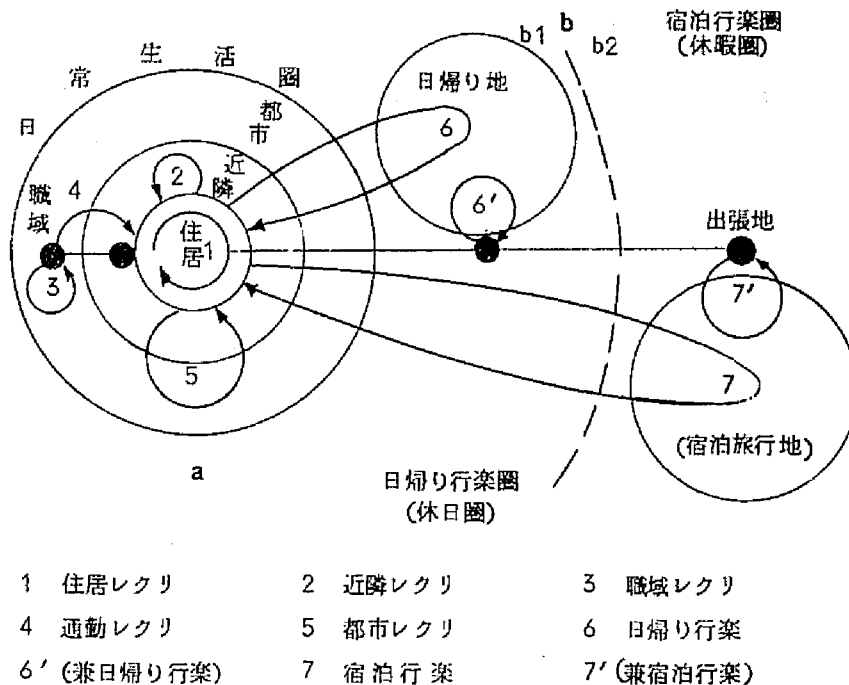 宿泊行楽圏
(休暇圏)
b1 b b2
日常生活圏
日帰り地
都市
近隣
職域
住居
1
2
3
4
5
6
6′
出張地
7′
7
(宿泊旅行地)
a
日帰り行楽圏
(休日圏)
1 住居レクリ 2 近隣レクリ 3 職域レクリ
4 通勤レクリ 5 都市レクリ 6 日帰り行楽
6′ (兼日帰り行楽) 7 宿泊行楽 7′ (兼宿泊行楽)